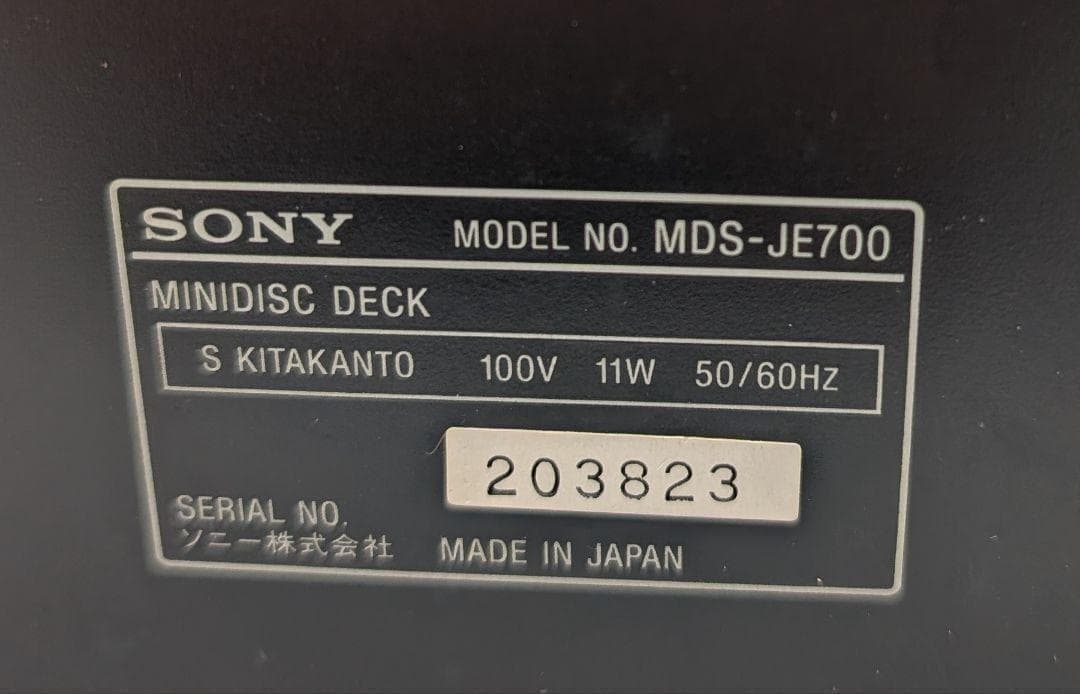 SONY MODEL NO. MDS-JE700
MINIDISC DECK
S KITAKANTO 100V 11W 50/60HZ
203823
SERIAL NO.
ソニー株式会社 MADE IN JAPAN